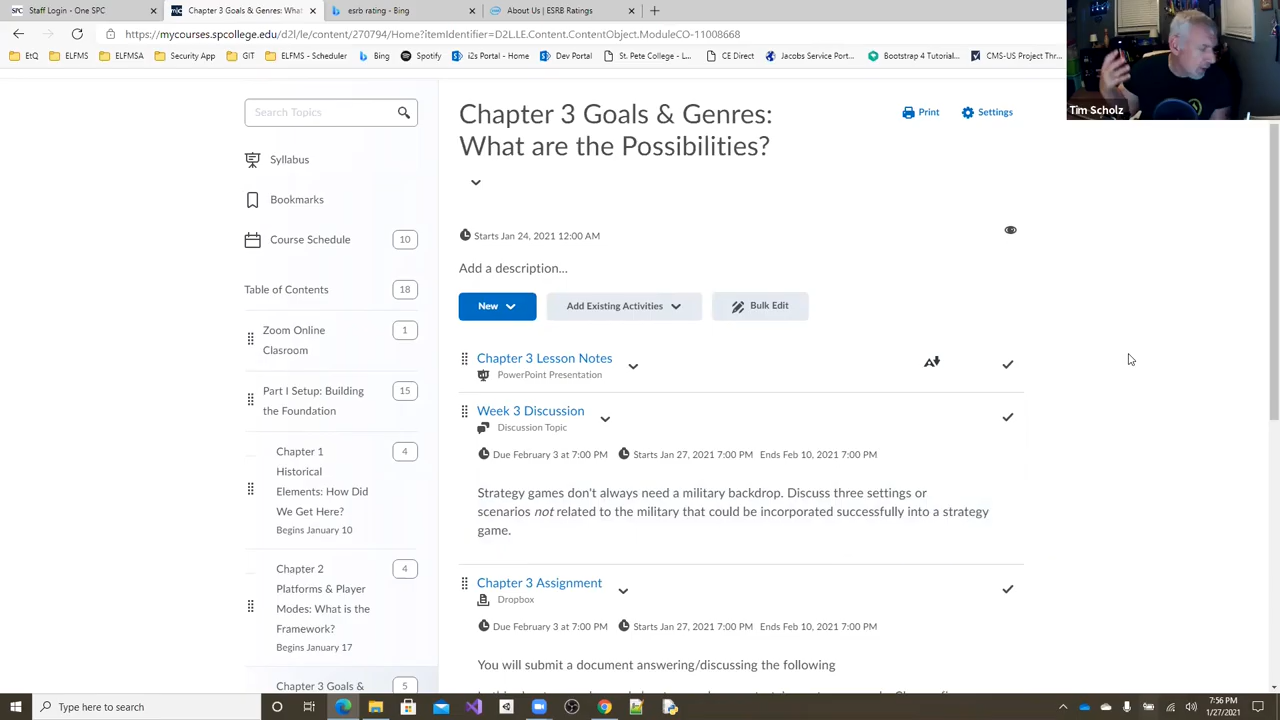 Staff Login - One SPC
Chapter 3 Goals & Genres: What
esrb rating - Bing
About Us | ESRB Ratings
https://mycourses.spcollege.edu/d2l/le/content/270794/Home?itemIdentifier=D2L.LE.Content.ContentObject.ModuleCO-11008668
EtQ
ELFMS
ELFMSA
Security App
GIT
ELFMS - Scheduler
Bing
Spotify
i2s Portal - Home
Dev Portal
St. Pete College - L...
CE Direct
Jacobs Service Port...
Bootstrap 4 Tutorial...
CMS-US Project Thr...
Tim Scholz
Search Topics
Syllabus
Bookmarks
Course Schedule
10
Table of Contents
18
Zoom Online
Clasroom
1
Part I Setup: Building
the Foundation
15
Chapter 1
Historical
Elements: How Did
We Get Here?
Begins January 10
4
Chapter 2
Platforms & Player
Modes: What is the
Framework?
Begins January 17
4
Chapter 3 Goals &
5
Chapter 3 Goals & Genres:
What are the Possibilities?
Print
Settings
Starts Jan 24, 2021 12:00 AM
Add a description...
New
Add Existing Activities
Bulk Edit
Chapter 3 Lesson Notes
PowerPoint Presentation
Week 3 Discussion
Discussion Topic
Due February 3 at 7:00 PM Starts Jan 27, 2021 7:00 PM Ends Feb 10, 2021 7:00 PM
Strategy games don't always need a military backdrop. Discuss three settings or
scenarios not related to the military that could be incorporated successfully into a strategy
game.
Chapter 3 Assignment
Dropbox
Due February 3 at 7:00 PM Starts Jan 27, 2021 7:00 PM Ends Feb 10, 2021 7:00 PM
You will submit a document answering/discussing the following
Type here to search
7:56 PM
1/27/2021